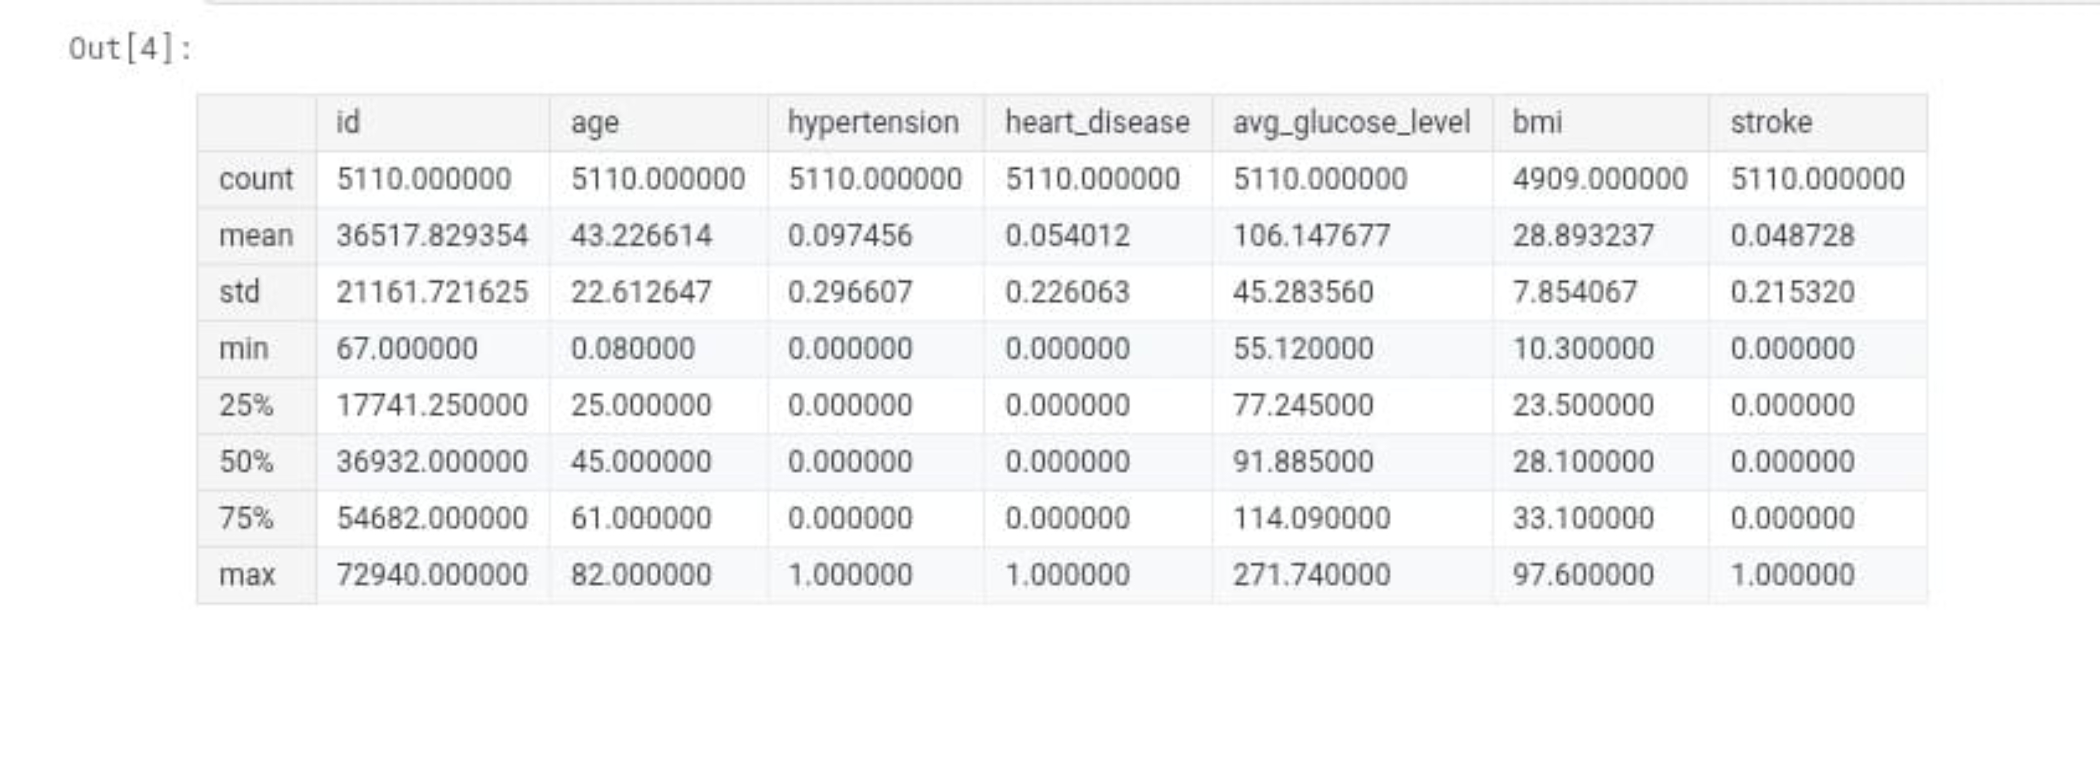 Out[4]:
id age hypertension heart_disease avg_glucose_level bmi stroke
count 5110.000000 5110.000000 5110.000000 5110.000000 5110.000000 4909.000000 5110.000000
mean 36517.829354 43.226614 0.097456 0.054012 106.147677 28.893237 0.048728
std 21161.721625 22.612647 0.296607 0.226063 45.283560 7.854067 0.215320
min 67.000000 0.080000 0.000000 0.000000 55.120000 10.300000 0.000000
25% 17741.250000 25.000000 0.000000 0.000000 77.245000 23.500000 0.000000
50% 36932.000000 45.000000 0.000000 0.000000 91.885000 28.100000 0.000000
75% 54682.000000 61.000000 0.000000 0.000000 114.090000 33.100000 0.000000
max 72940.000000 82.000000 1.000000 1.000000 271.740000 97.600000 1.000000